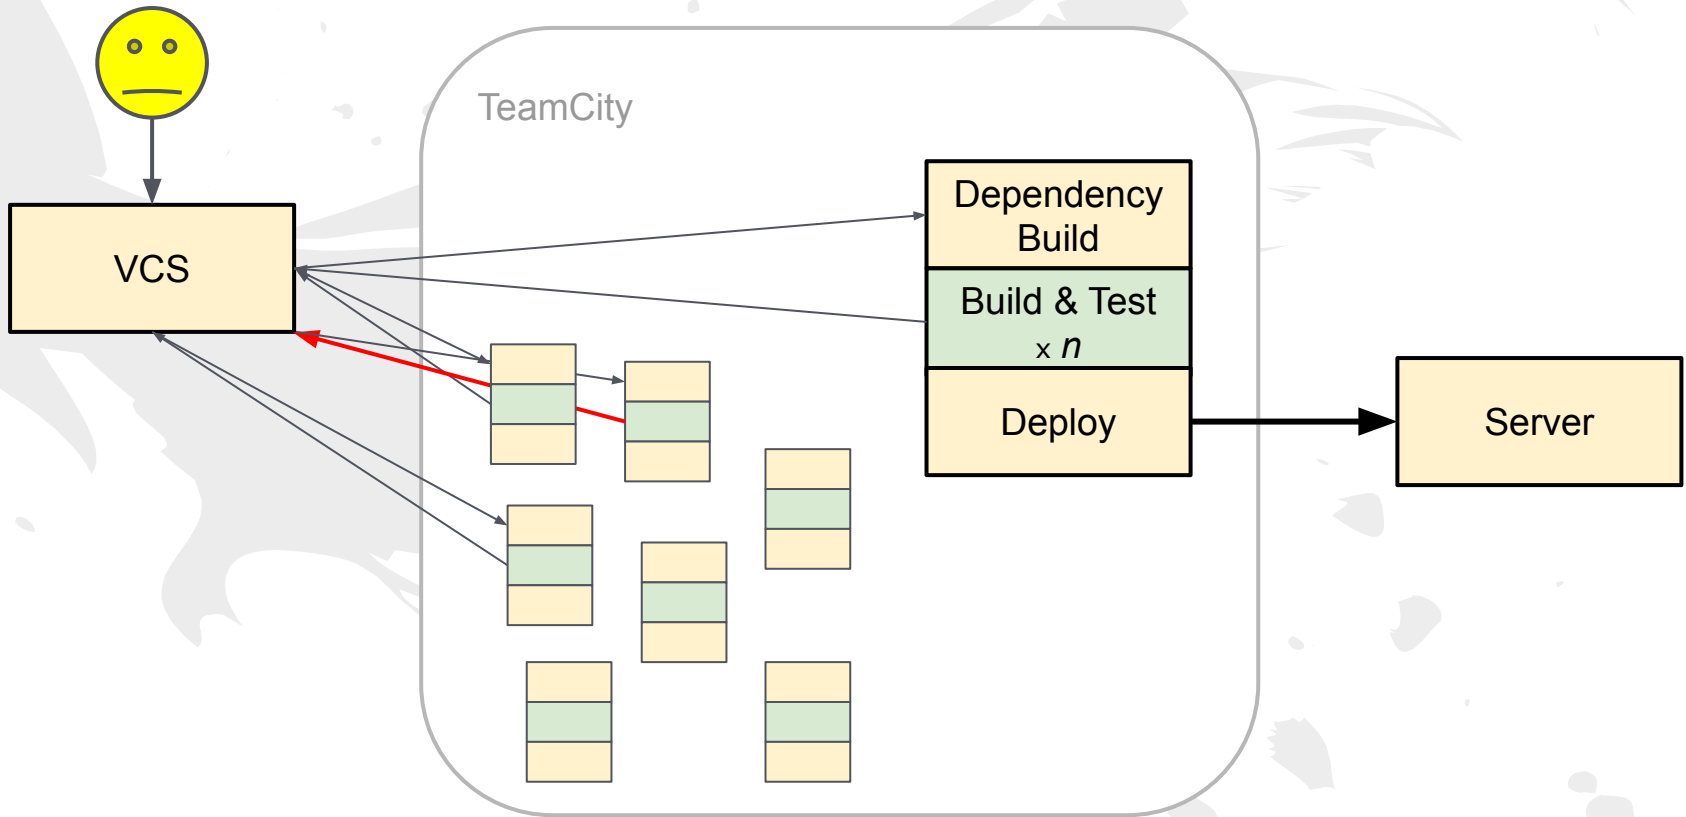 TeamCity
VCS
Dependency
Build
Build & Test
x n
Deploy
Server